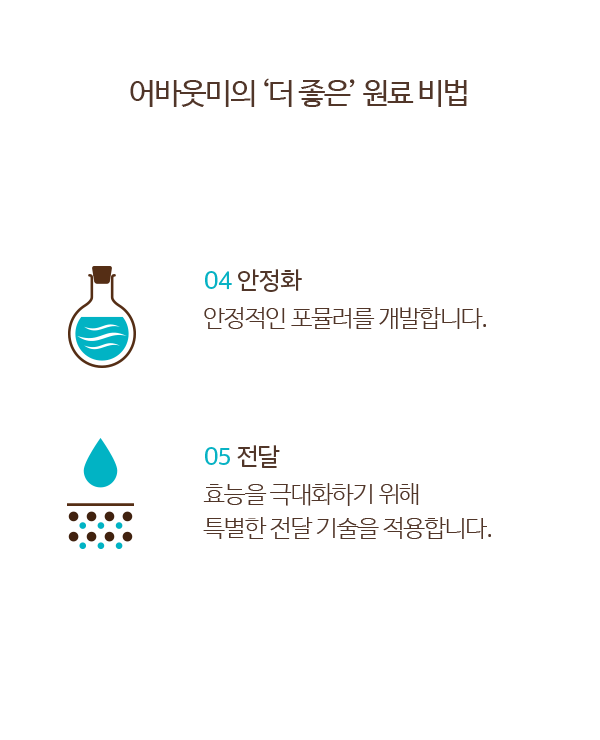 어바웃미의 ‘더 좋은’ 원료 비법
04 안정화
안정적인 포뮬러를 개발합니다.
05 전달
효능을 극대화하기 위해
특별한 전달 기술을 적용합니다.